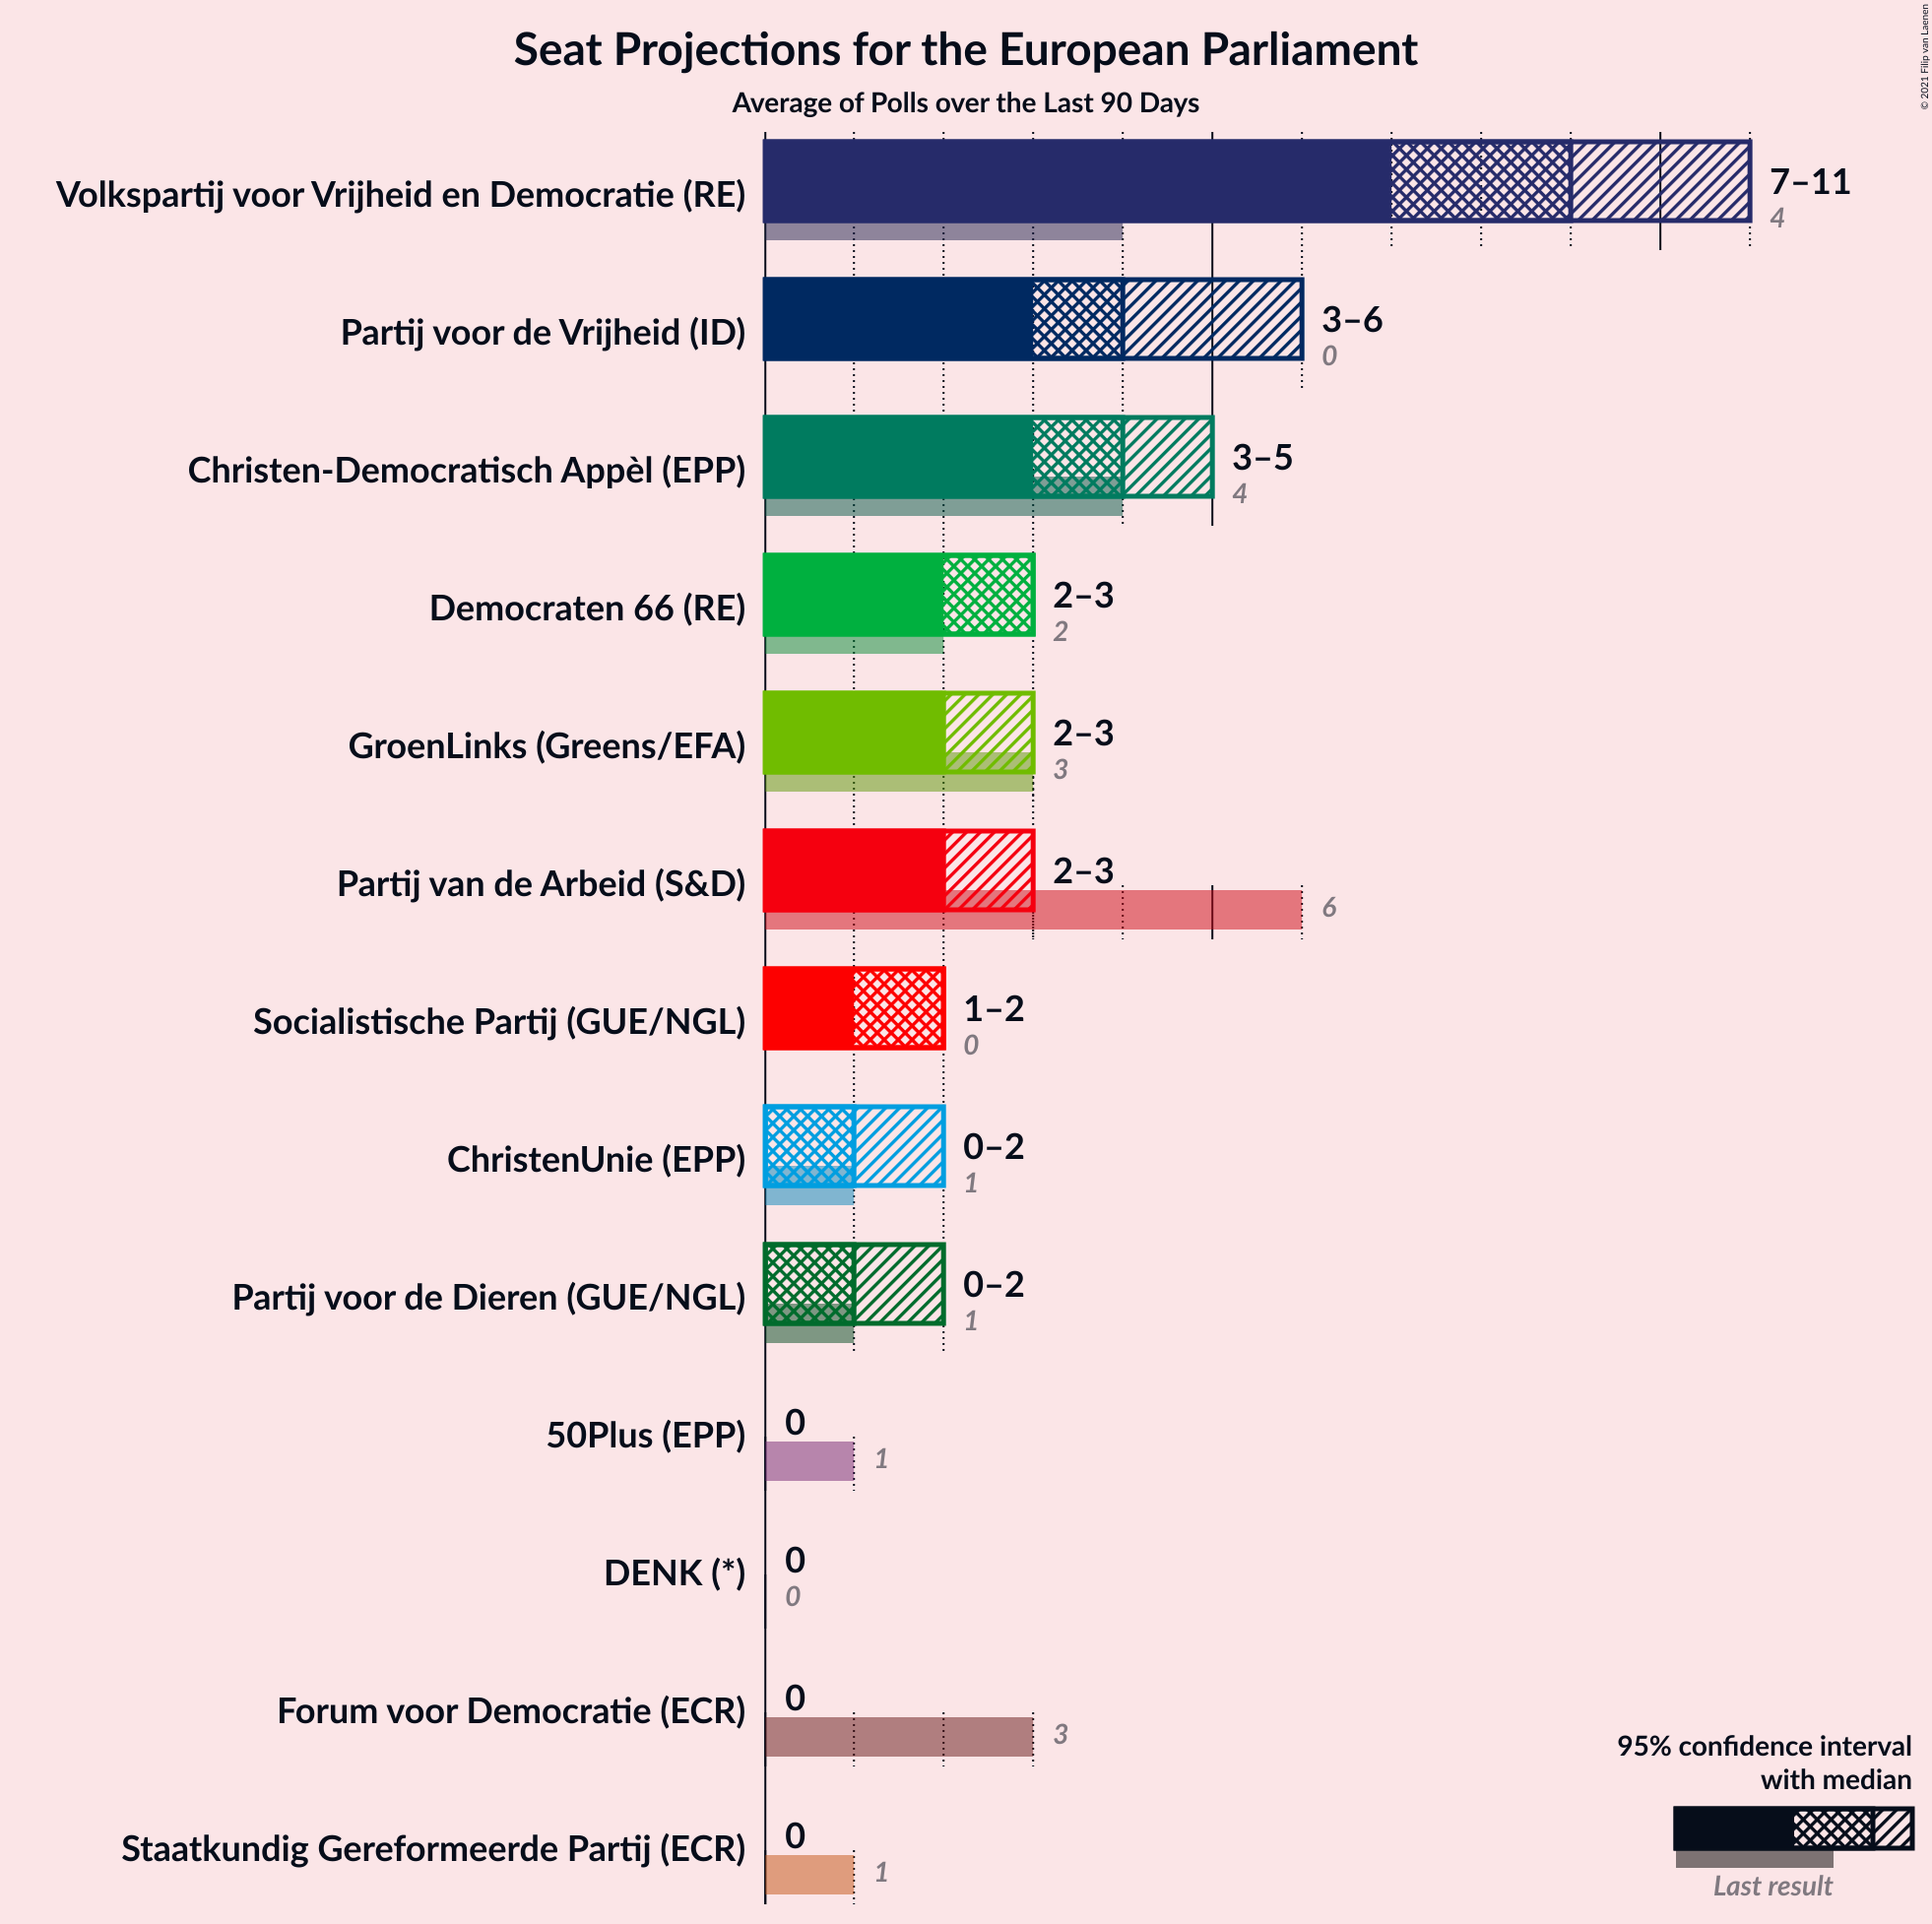 Seat Projections for the European Parliament
Average of Polls over the Last 90 Days
© 2021 Filip van Laenen
Volkspartij voor Vrijheid en Democratie (RE)
7–11
4
Partij voor de Vrijheid (ID)
3–6
0
Christen-Democratisch Appèl (EPP)
3–5
4
Democraten 66 (RE)
2–3
2
GroenLinks (Greens/EFA)
2–3
3
Partij van de Arbeid (S&D)
2–3
6
Socialistische Partij (GUE/NGL)
1–2
0
ChristenUnie (EPP)
0–2
1
Partij voor de Dieren (GUE/NGL)
0–2
1
50Plus (EPP)
0
1
DENK (*)
0
0
Forum voor Democratie (ECR)
0
3
Staatkundig Gereformeerde Partij (ECR)
0
1
95% confidence interval
with median
Last result